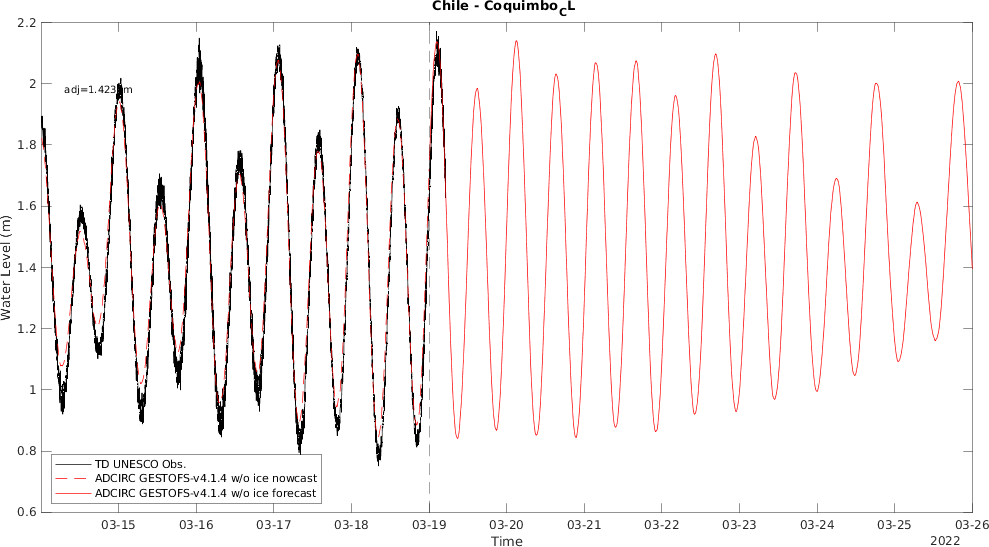 Chile - Coquimbo_CL
2.2
2
1.8
1.6
1.4
1.2
1
0.8
0.6
Water Level (m)
adj=1.423 m
TD UNESCO Obs.
ADCIRC GESTOFS-v4.1.4 w/o ice nowcast
ADCIRC GESTOFS-v4.1.4 w/o ice forecast
03-15 03-16 03-17 03-18 03-19 03-20 03-21 03-22 03-23 03-24 03-25 03-26
Time
2022